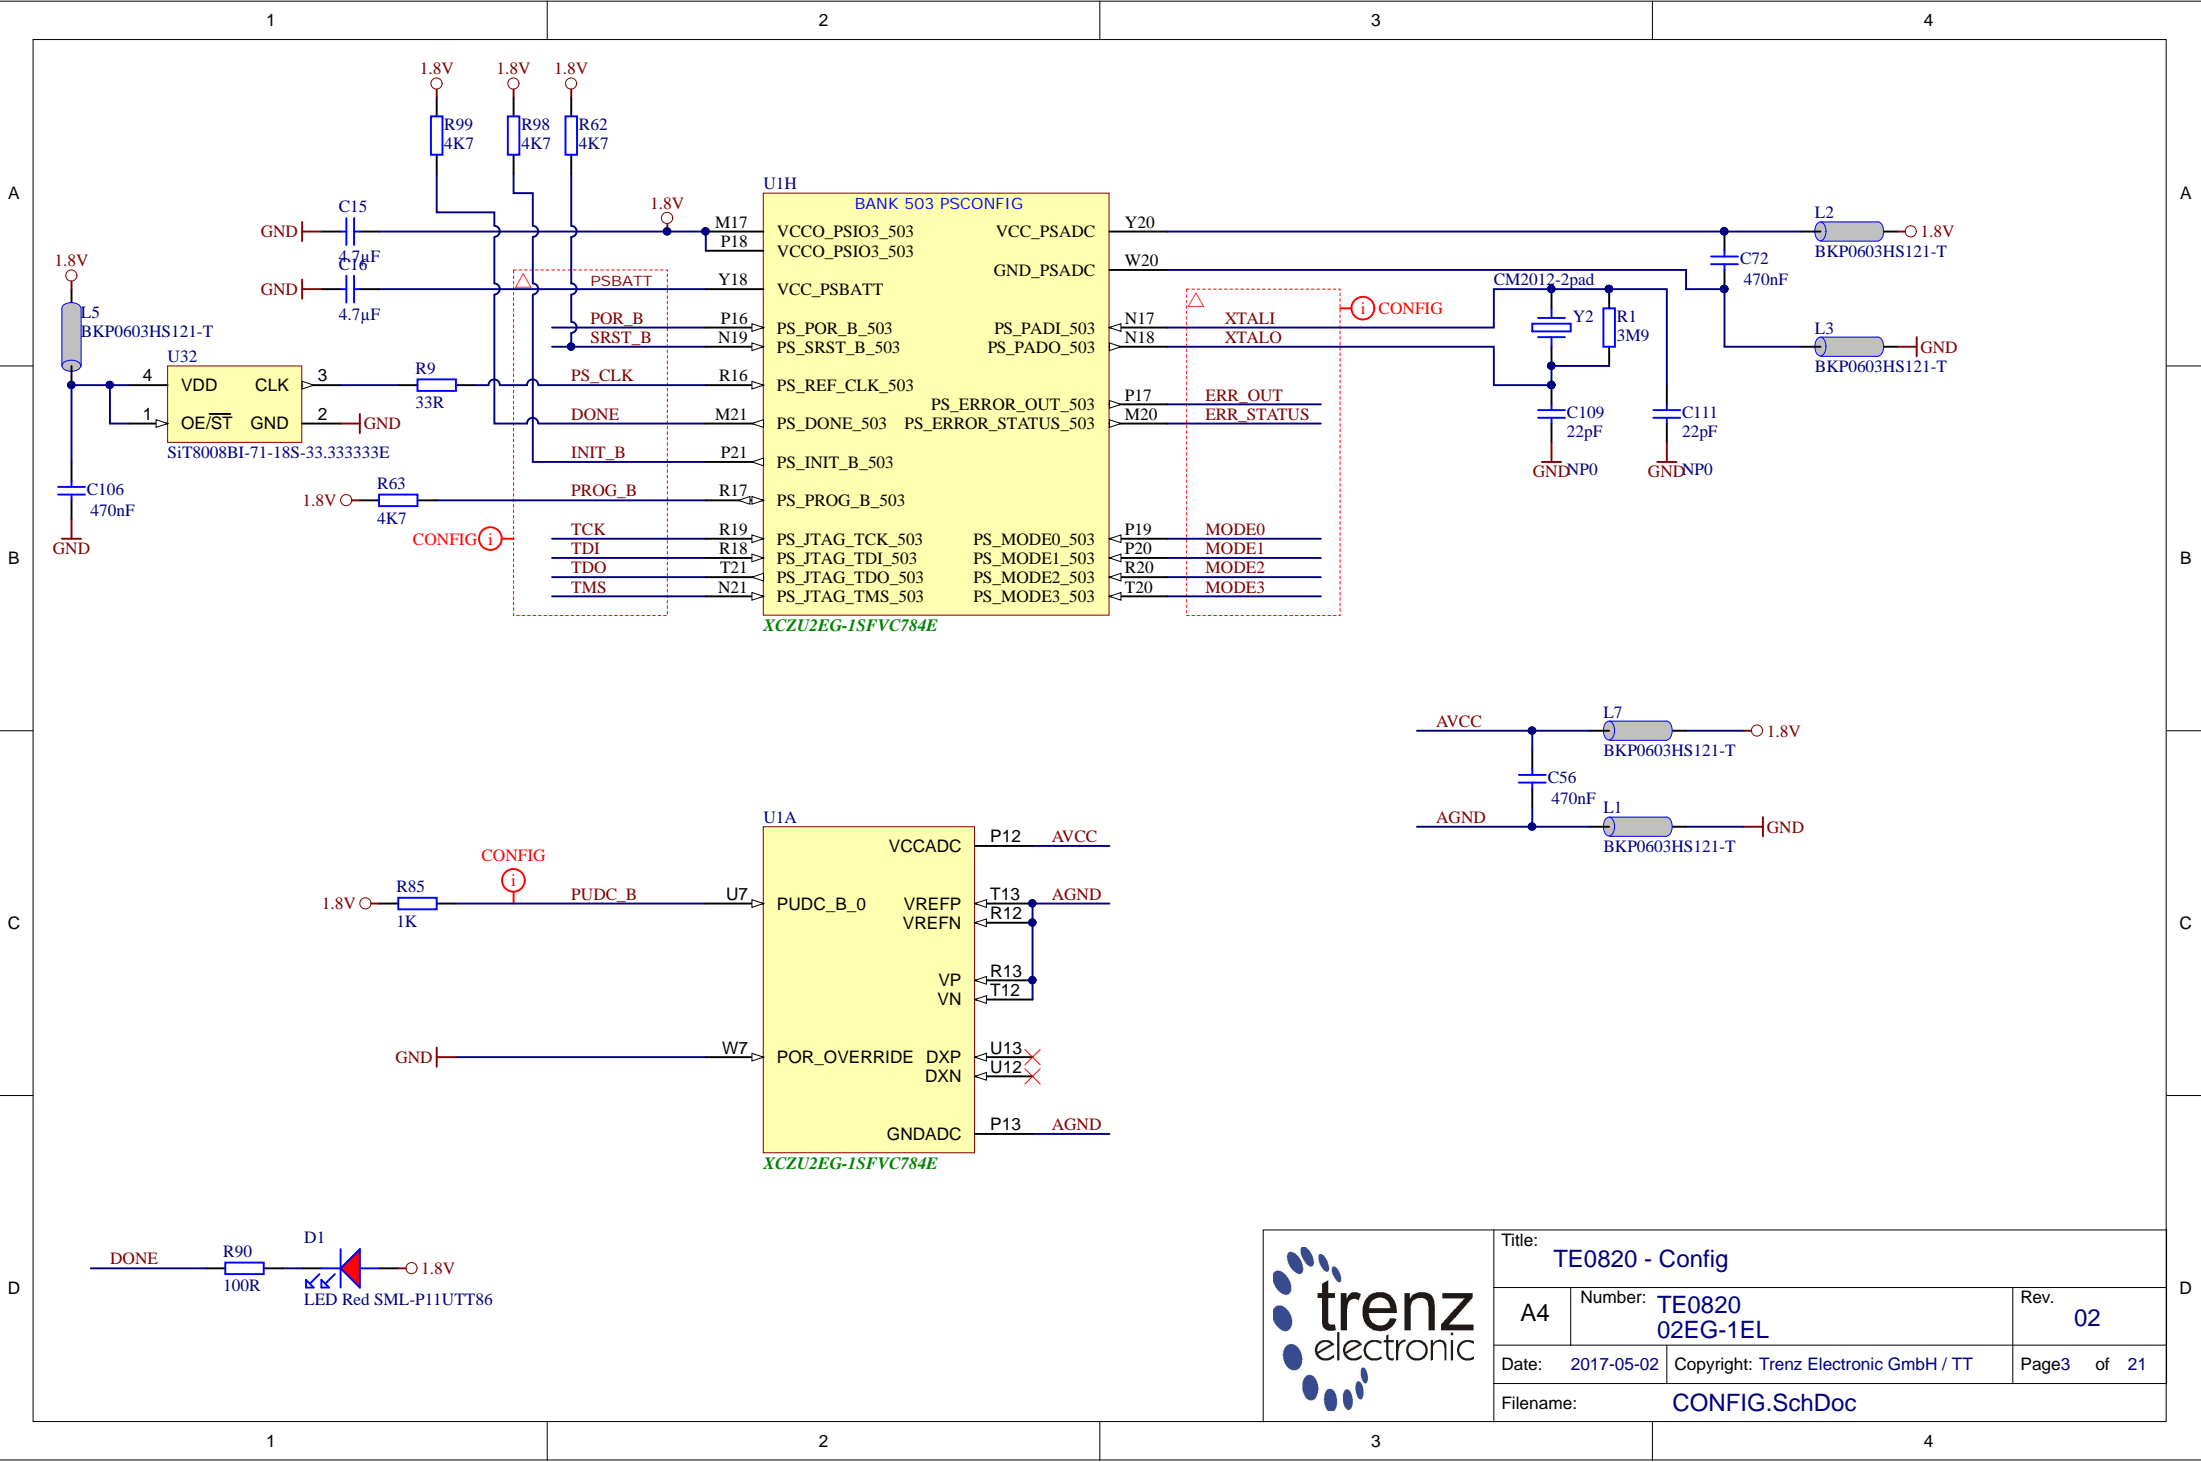 1 2 3 4
A
B
C
D
A
B
C
D
1.8V 1.8V 1.8V
R99
4K7
R98
4K7
R62
4K7
C15
GND
4.7µF
C16
GND
4.7µF
1.8V
1.8V
L5
BKP0603HS121-T
U32
4 VDD CLK 3
1 OE/ST GND 2 GND
SiT8008BI-71-18S-33.333333E
R9
33R
C106
470nF
GND
1.8V R63
4K7
CONFIG i
PSBATT
POR_B
SRST_B
PS_CLK
DONE
INIT_B
PROG_B
TCK
TDI
TDO
TMS
U1H
BANK 503 PSCONFIG
M17 VCCO_PSIO3_503
P18 VCCO_PSIO3_503
Y18 VCC_PSBATT
P16 PS_POR_B_503
N19 PS_SRST_B_503
R16 PS_REF_CLK_503
M21 PS_DONE_503
P21 PS_INIT_B_503
R17 PS_PROG_B_503
R19 PS_JTAG_TCK_503
R18 PS_JTAG_TDI_503
T21 PS_JTAG_TDO_503
N21 PS_JTAG_TMS_503
VCC_PSADC Y20
GND_PSADC W20
PS_PADI_503 N17 XTALI
PS_PADO_503 N18 XTALO
PS_ERROR_OUT_503 P17 ERR_OUT
PS_ERROR_STATUS_503 M20 ERR_STATUS
PS_MODE0_503 P19 MODE0
PS_MODE1_503 P20 MODE1
PS_MODE2_503 R20 MODE2
PS_MODE3_503 T20 MODE3
XCZU2EG-1SFVC784E
i CONFIG
CM2012-2pad
Y2
R1
3M9
C109
22pF
GND NP0
C111
22pF
GND NP0
L2
1.8V
BKP0603HS121-T
C72
470nF
L3
GND
BKP0603HS121-T
AVCC L7 1.8V
BKP0603HS121-T
C56
470nF
AGND L1 GND
BKP0603HS121-T
U1A
CONFIG
i
1.8V R85
1K
PUDC_B U7 PUDC_B_0
GND W7 POR_OVERRIDE
VCCADC P12 AVCC
VREFP T13 AGND
VREFN R12
VP R13
VN T12
DXP U13
DXN U12
GNDADC P13 AGND
XCZU2EG-1SFVC784E
DONE R90
100R
D1
1.8V
LED Red SML-P11UTT86
trenz
electronic
Title:
TE0820 - Config
A4
Number: TE0820
02EG-1EL
Rev.
02
Date: 2017-05-02 Copyright: Trenz Electronic GmbH / TT Page3 of 21
Filename: CONFIG.SchDoc
1 2 3 4